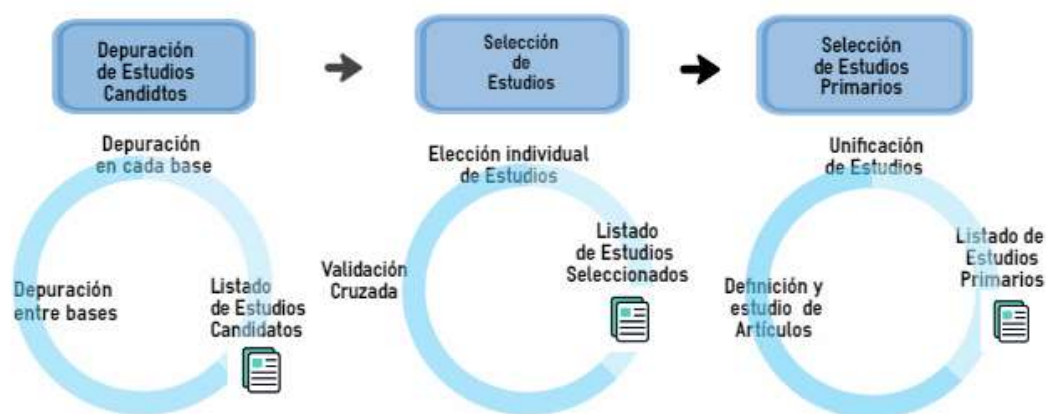 Depuración
de Estudios
Candidtos
Selección
de
Estudios
Selección
de Estudios
Primarios
Depuración
en cada base
Depuración
entre bases
Listado
de Estudios
Candidatos
Elección individual
de Estudios
Validación
Cruzada
Listado
de Estudios
Seleccionados
Unificación
de Estudios
Definición y
estudio de
Artículos
Listado de
Estudios
Primarios